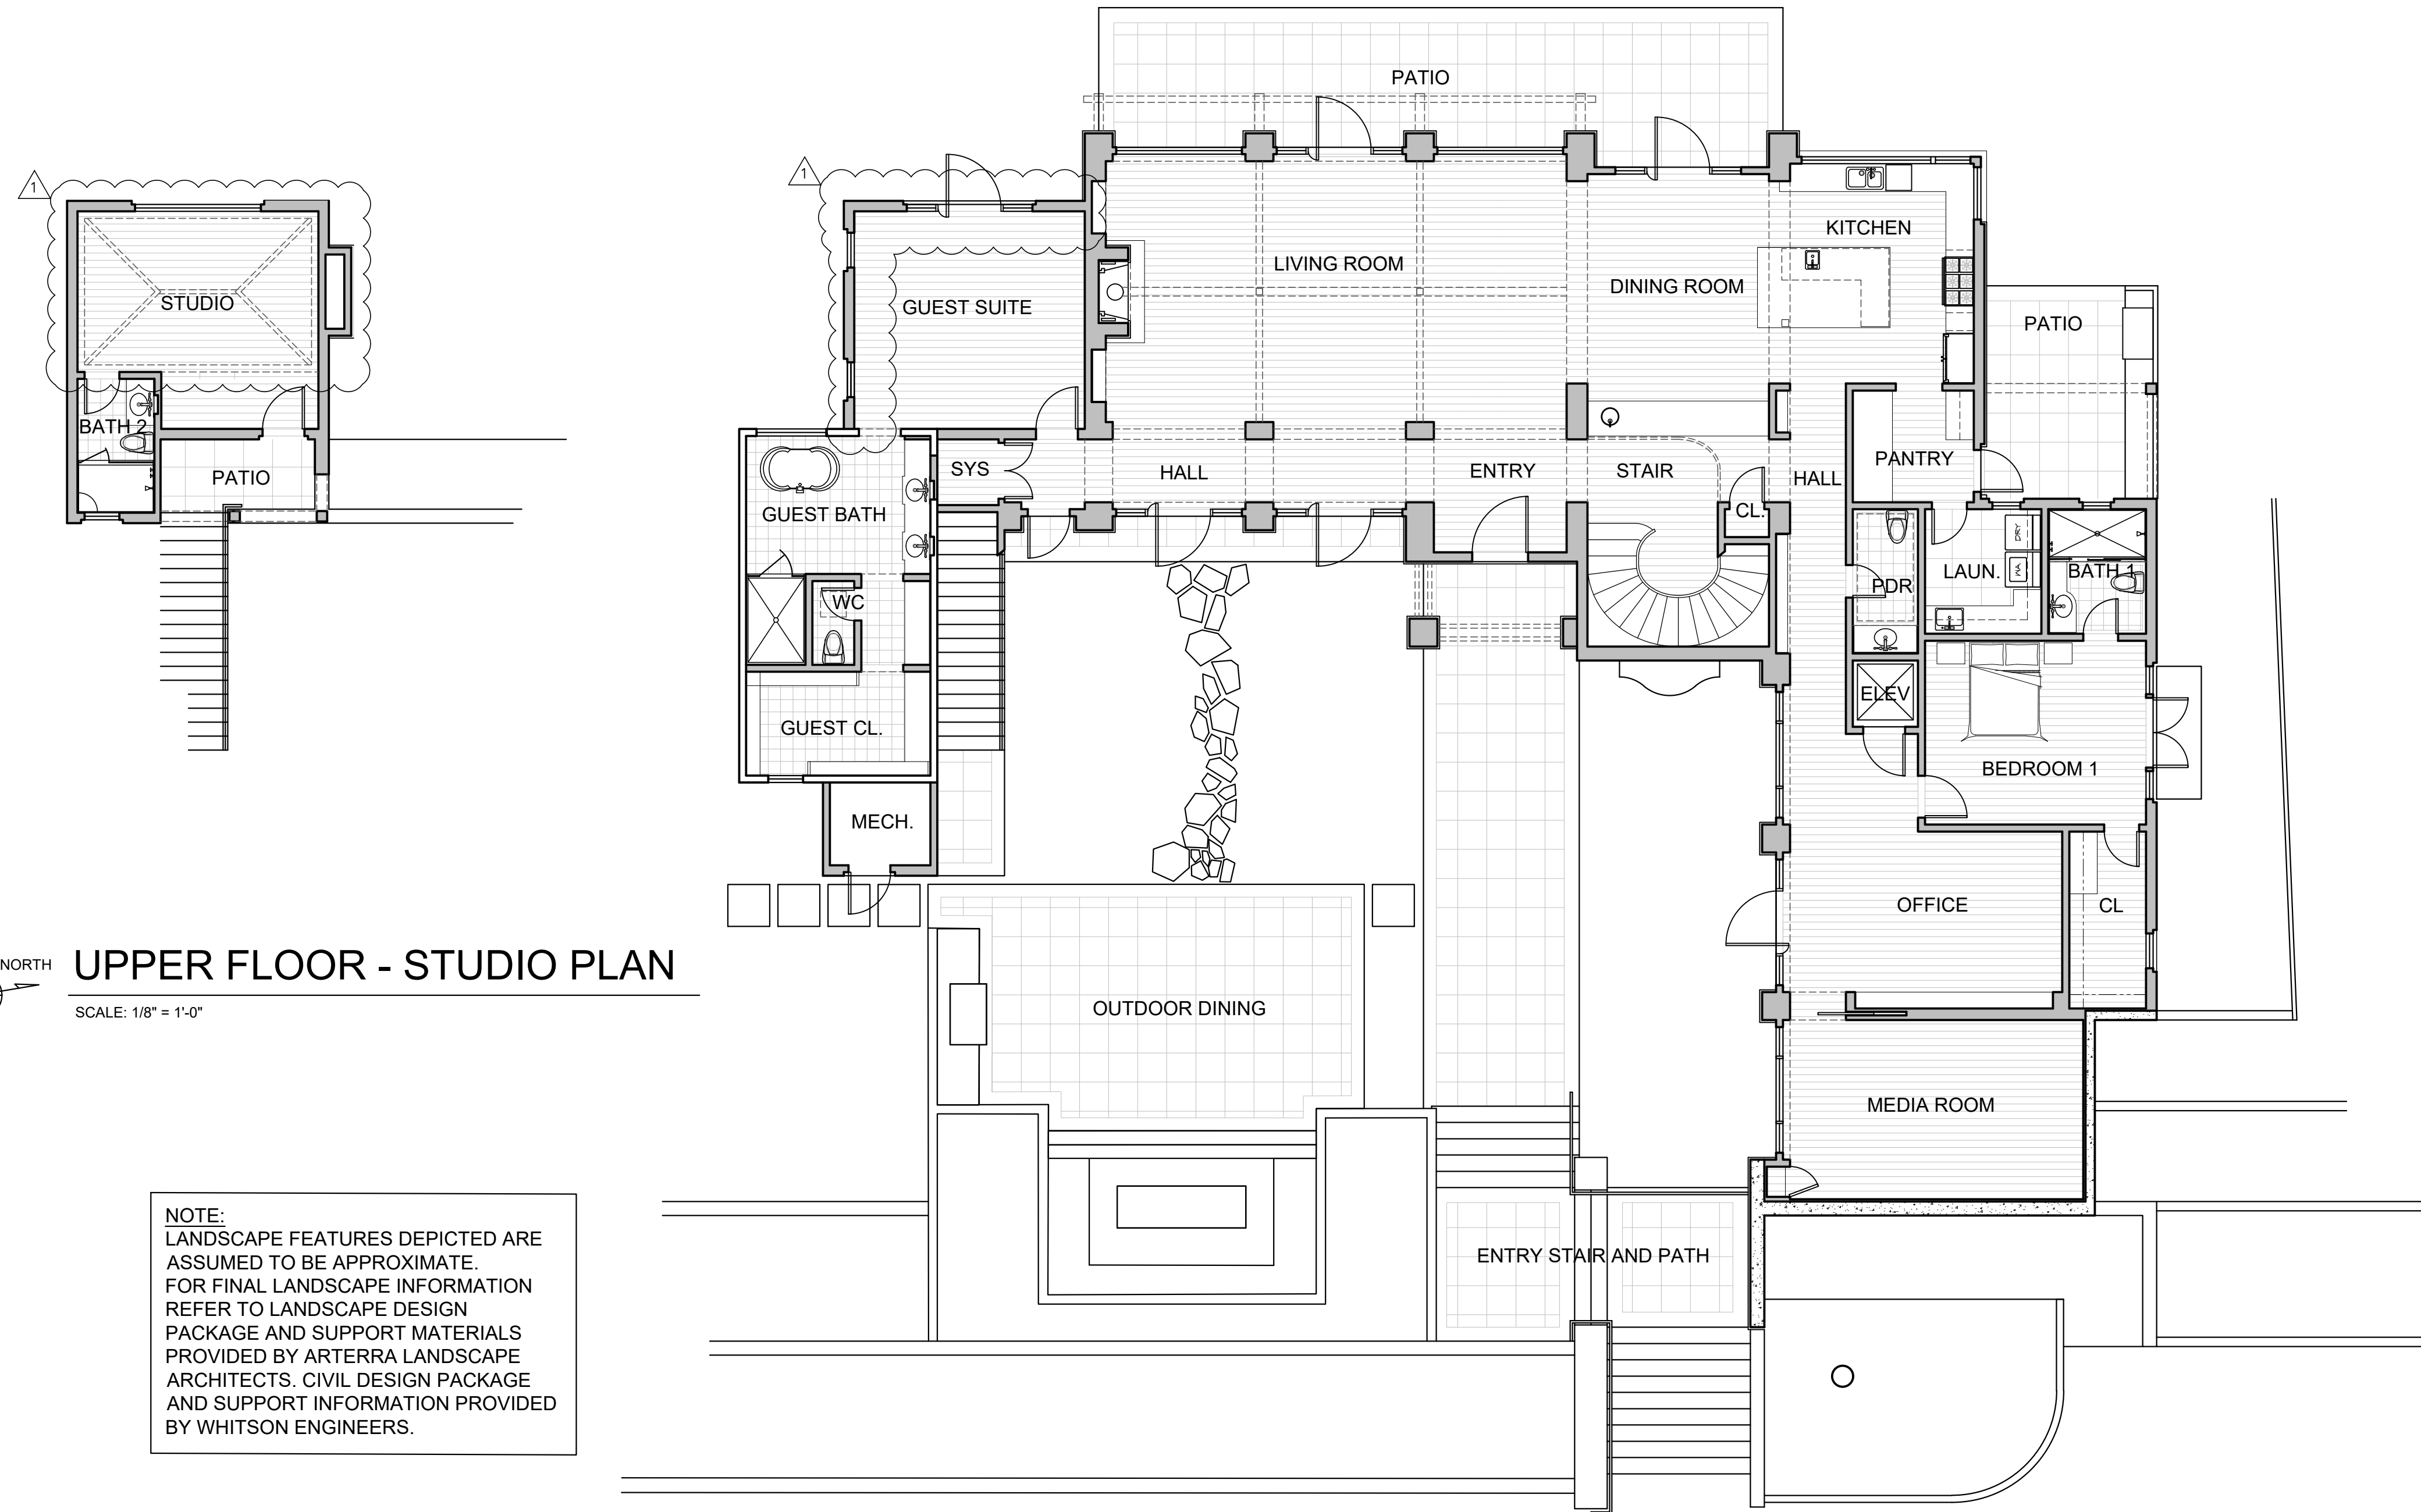 PATIO
1
1
KITCHEN
LIVING ROOM
DINING ROOM
STUDIO
GUEST SUITE
PATIO
BATH 2
PATIO
SYS
HALL
ENTRY
STAIR
HALL
PANTRY
GUEST BATH
CL.
DRY
WA.
LAUN.
BATH 1
PDR
WC
ELEV
GUEST CL.
BEDROOM 1
MECH.
OFFICE
CL
NORTH
UPPER FLOOR - STUDIO PLAN
SCALE: 1/8" = 1'-0"
OUTDOOR DINING
MEDIA ROOM
ENTRY STAIR AND PATH
NOTE:
LANDSCAPE FEATURES DEPICTED ARE
ASSUMED TO BE APPROXIMATE.
FOR FINAL LANDSCAPE INFORMATION
REFER TO LANDSCAPE DESIGN
PACKAGE AND SUPPORT MATERIALS
PROVIDED BY ARTERRA LANDSCAPE
ARCHITECTS. CIVIL DESIGN PACKAGE
AND SUPPORT INFORMATION PROVIDED
BY WHITSON ENGINEERS.